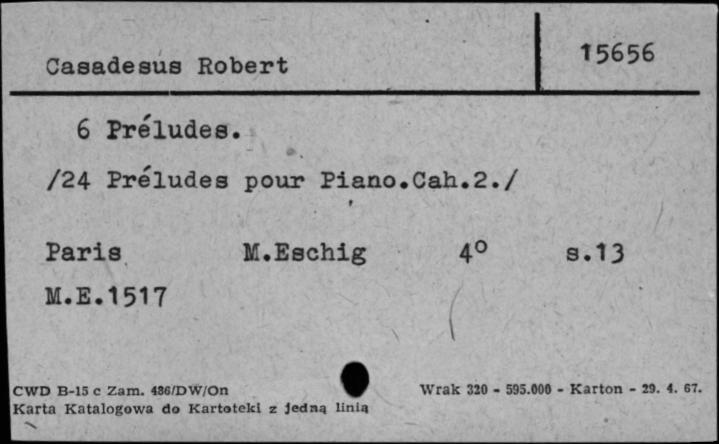 Casadesus Robert 15656
6 Préludes.
/24 Préludes pour Piano.Cah.2./
Paris M.Eschig 4° s.13
M.E.1517
CWD B-15 c Zam. 486/DW/On Wrak 320 - 595.000 - Karton - 29. 4. 67.
Karta Katalogowa do Kartoteki z jedną linią